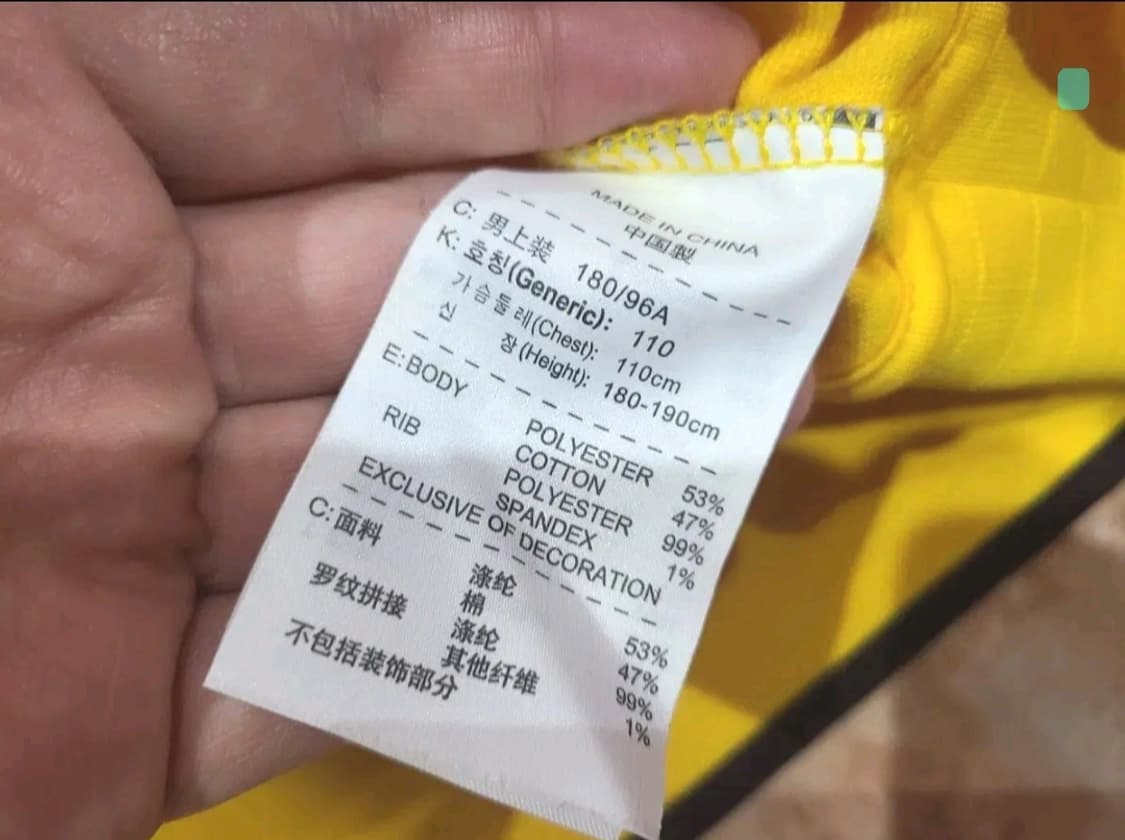 MADE IN CHINA
中国製
C: 男上装 180/96A
K: 호칭(Generic): 110
가슴둘레(Chest): 110cm
신 장(Height): 180-190cm
E:BODY POLYESTER 53%
COTTON 47%
RIB POLYESTER 99%
SPANDEX 1%
EXCLUSIVE OF DECORATION
C:面料 涤纶 53%
棉 47%
罗纹拼接 涤纶 99%
其他纤维 1%
不包括装饰部分